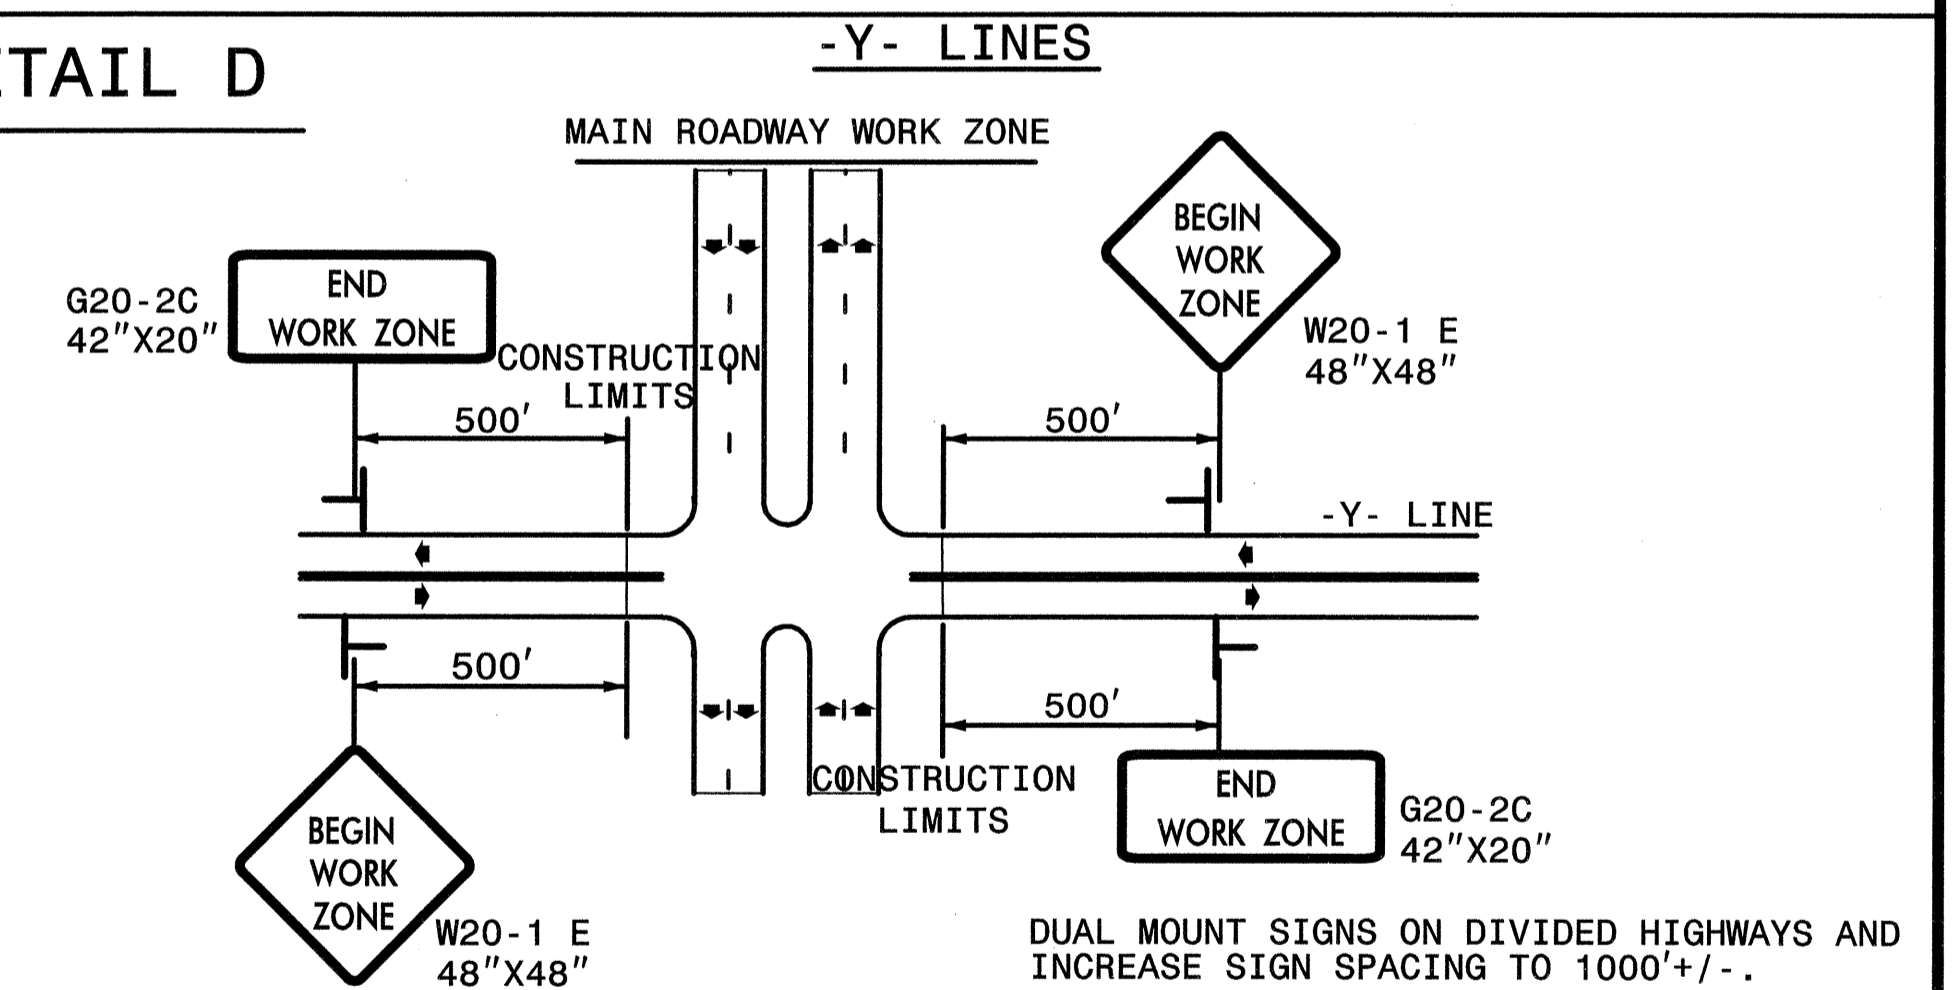 -Y- LINES
ETAIL D
MAIN ROADWAY WORK ZONE
BEGIN
WORK
ZONE
W20-1 E
48"X48"
END
WORK ZONE
G20-2C
42"X20"
CONSTRUCTION
LIMITS
500'
500'
-Y- LINE
500'
500'
CONSTRUCTION
LIMITS
END
WORK ZONE
G20-2C
42"X20"
BEGIN
WORK
ZONE
W20-1 E
48"X48"
DUAL MOUNT SIGNS ON DIVIDED HIGHWAYS AND
INCREASE SIGN SPACING TO 1000'+/-.